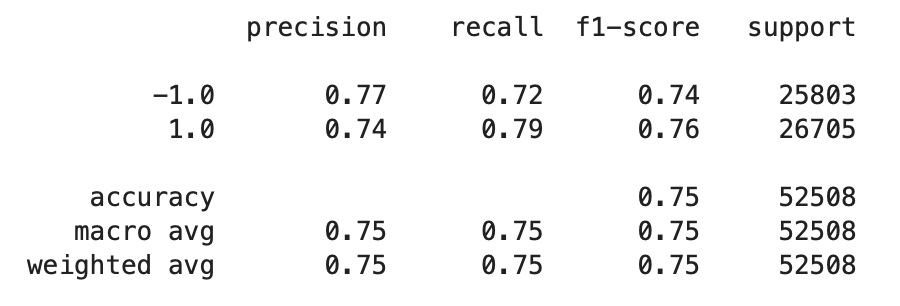 precision recall f1-score support
-1.0 0.77 0.72 0.74 25803
1.0 0.74 0.79 0.76 26705
accuracy 0.75 52508
macro avg 0.75 0.75 0.75 52508
weighted avg 0.75 0.75 0.75 52508